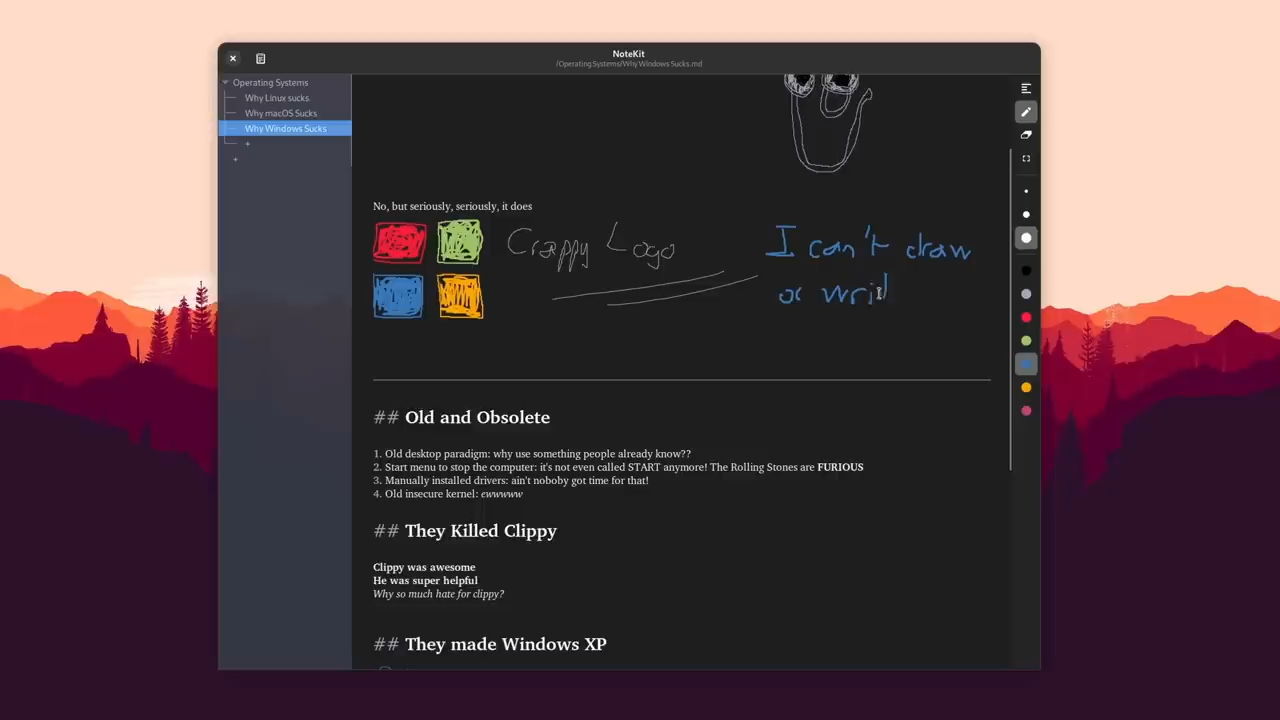 NoteKit
/Operating Systems/Why Windows Sucks.md
Operating Systems
Why Linux sucks.
Why macOS Sucks
Why Windows Sucks
+
+
No, but seriously, seriously, it does
Crappy Logo
I can't draw
or writ
## Old and Obsolete
1. Old desktop paradigm: why use something people already know??
2. Start menu to stop the computer: it's not even called START anymore! The Rolling Stones are FURIOUS
3. Manually installed drivers: ain't noboby got time for that!
4. Old insecure kernel: ewwwww
## They Killed Clippy
Clippy was awesome
He was super helpful
Why so much hate for clippy?
## They made Windows XP